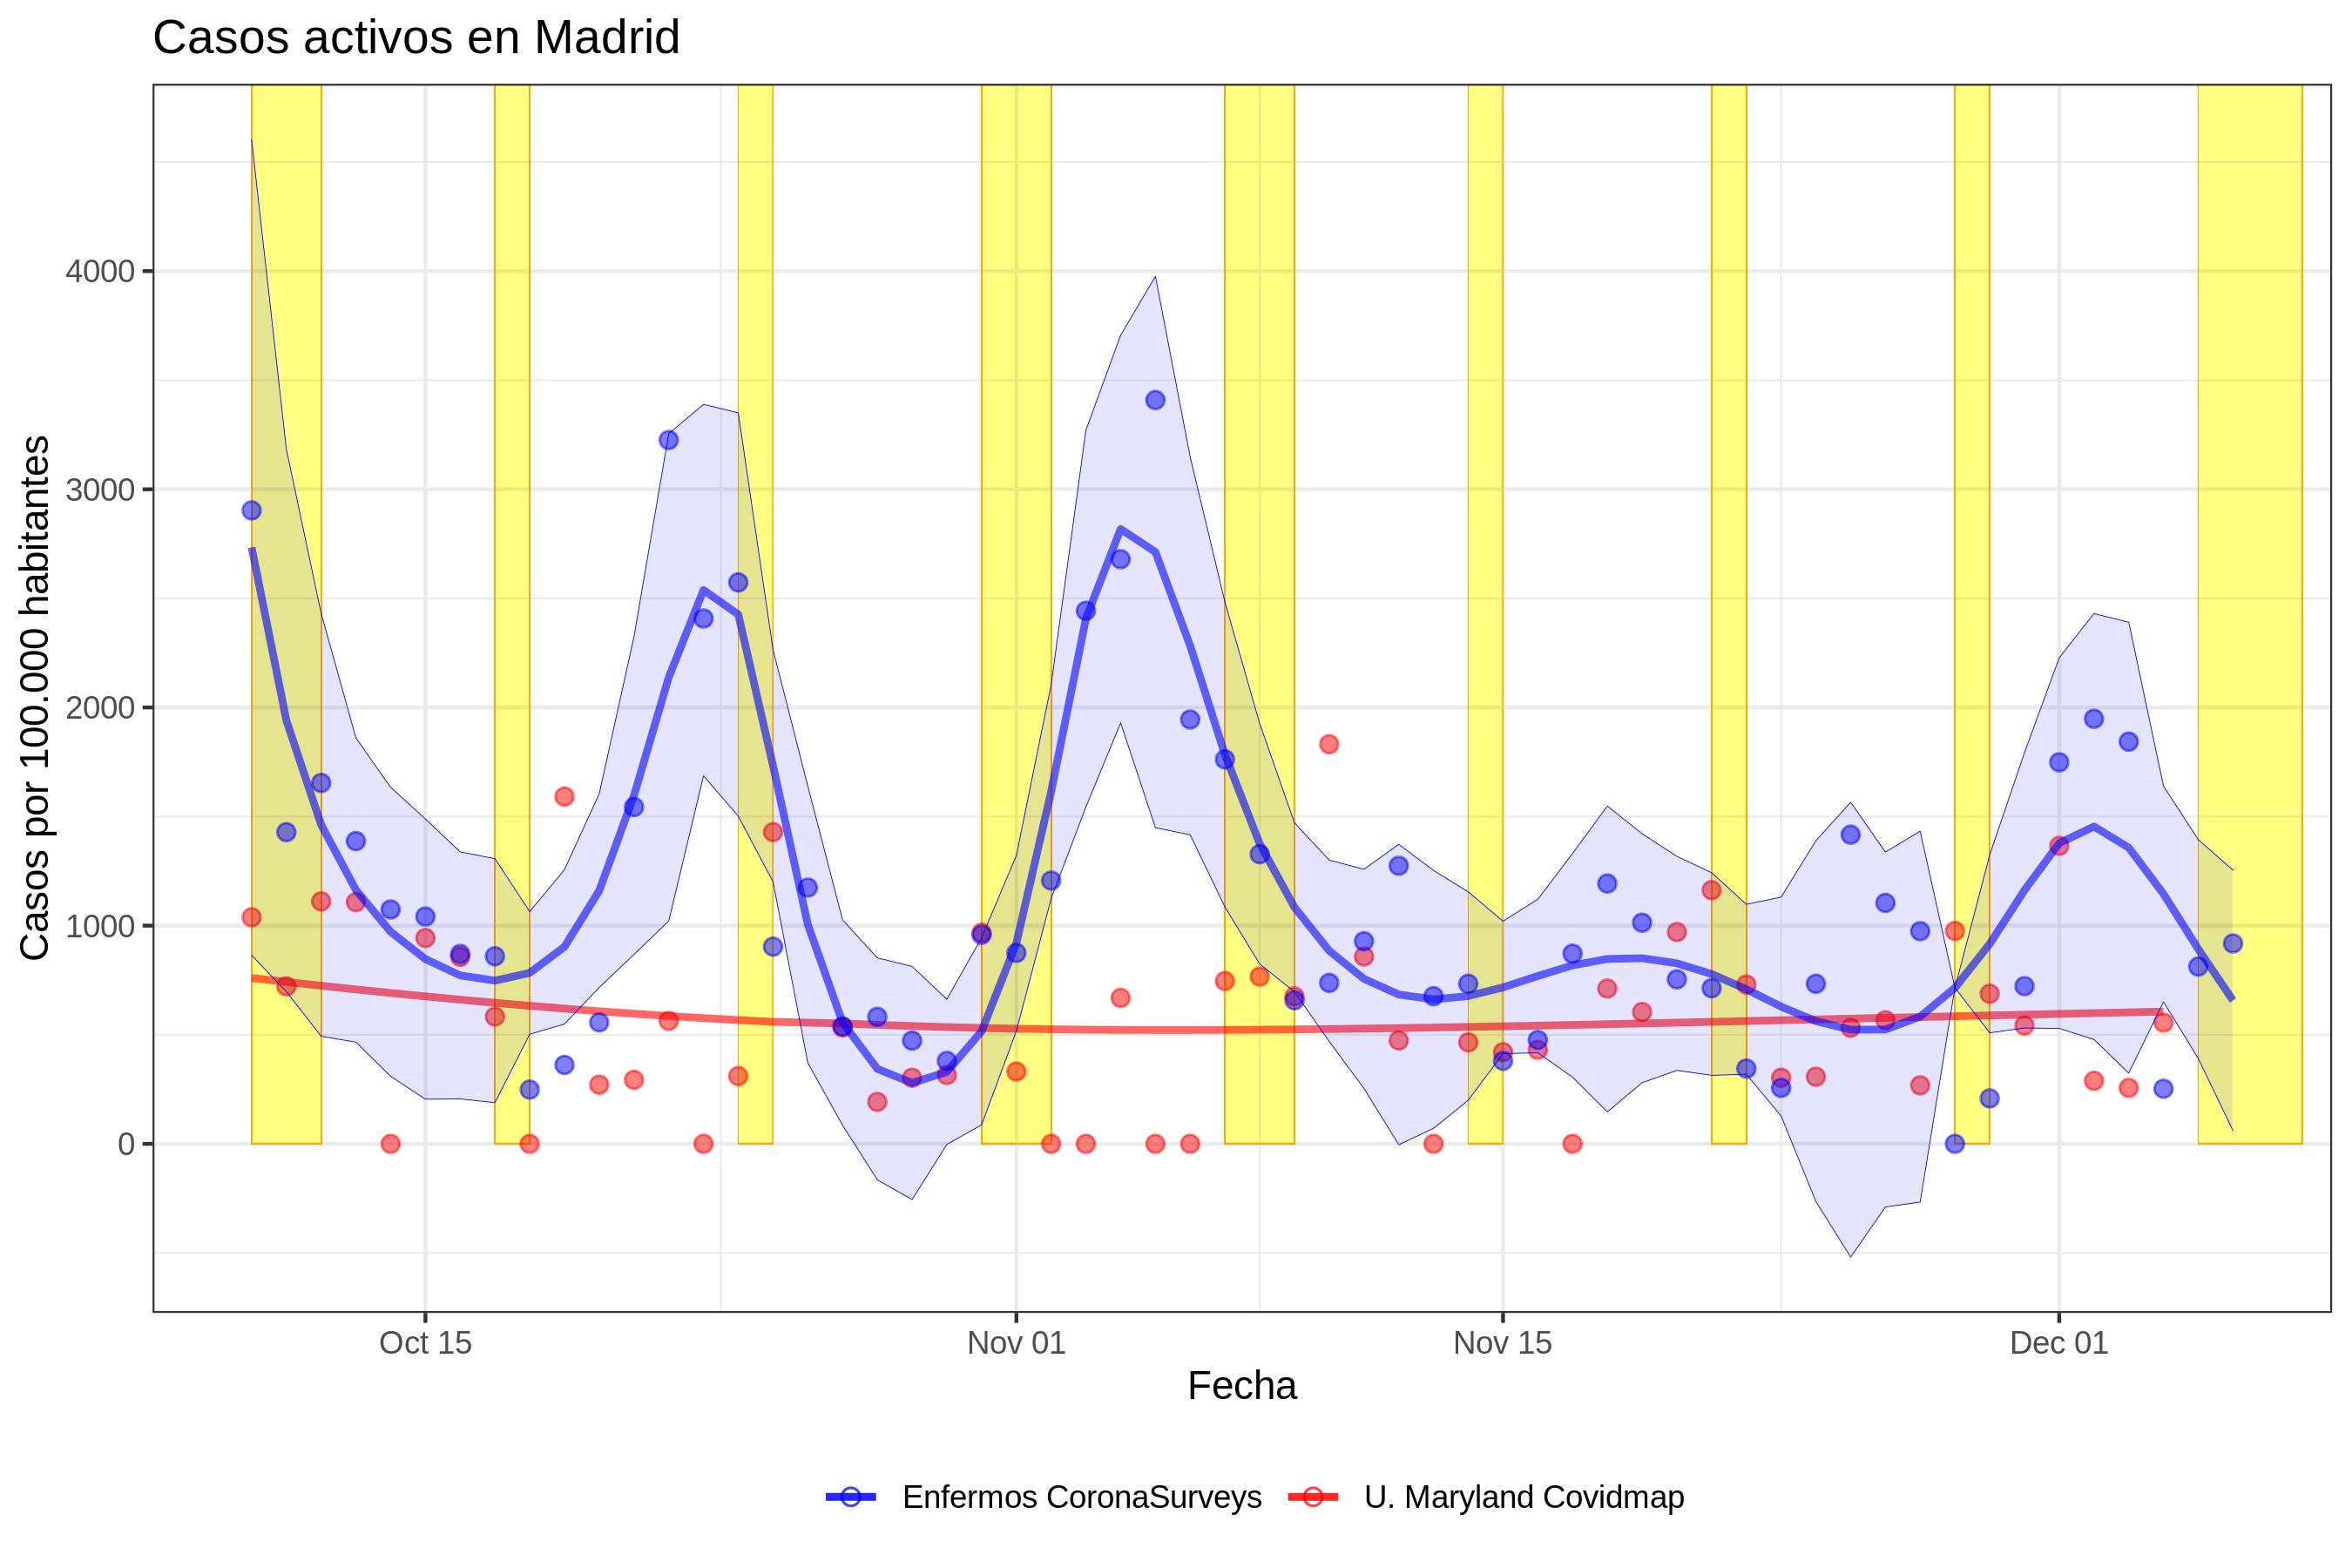 Casos activos en Madrid
Casos por 100.000 habitantes
4000
3000
2000
1000
0
Oct 15
Nov 01
Nov 15
Dec 01
Fecha
Enfermos CoronaSurveys
U. Maryland Covidmap